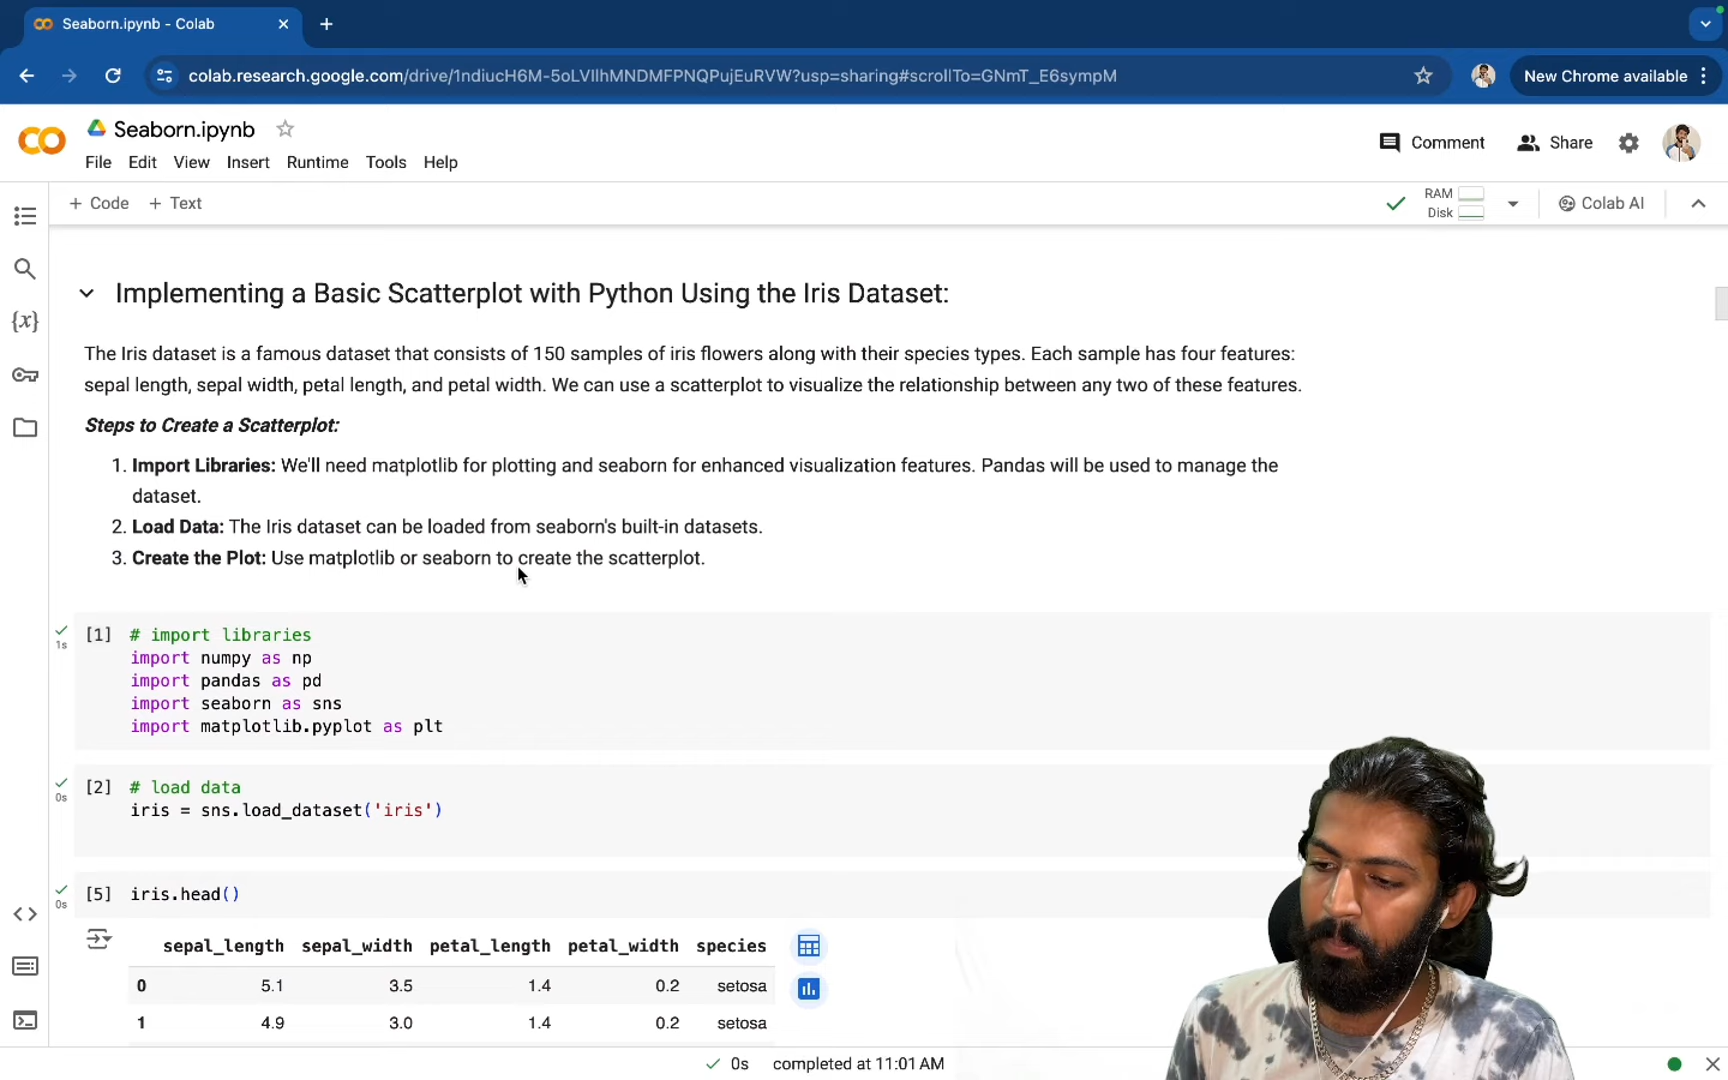 Seaborn.ipynb - Colab
colab.research.google.com/drive/1ndiucH6M-5oLVIlhMNDMFPNQPujEuRVW?usp=sharing#scrollTo=GNmT_E6sympM
New Chrome available
Seaborn.ipynb
File Edit View Insert Runtime Tools Help
Comment
Share
+ Code + Text
RAM
Disk
Colab AI
Implementing a Basic Scatterplot with Python Using the Iris Dataset:
The Iris dataset is a famous dataset that consists of 150 samples of iris flowers along with their species types. Each sample has four features:
sepal length, sepal width, petal length, and petal width. We can use a scatterplot to visualize the relationship between any two of these features.
Steps to Create a Scatterplot:
1. Import Libraries: We'll need matplotlib for plotting and seaborn for enhanced visualization features. Pandas will be used to manage the
dataset.
2. Load Data: The Iris dataset can be loaded from seaborn's built-in datasets.
3. Create the Plot: Use matplotlib or seaborn to create the scatterplot.
1s
[1] # import libraries
import numpy as np
import pandas as pd
import seaborn as sns
import matplotlib.pyplot as plt
0s
[2] # load data
iris = sns.load_dataset('iris')
0s
[5] iris.head()
sepal_length sepal_width petal_length petal_width species
0 5.1 3.5 1.4 0.2 setosa
1 4.9 3.0 1.4 0.2 setosa
0s completed at 11:01 AM